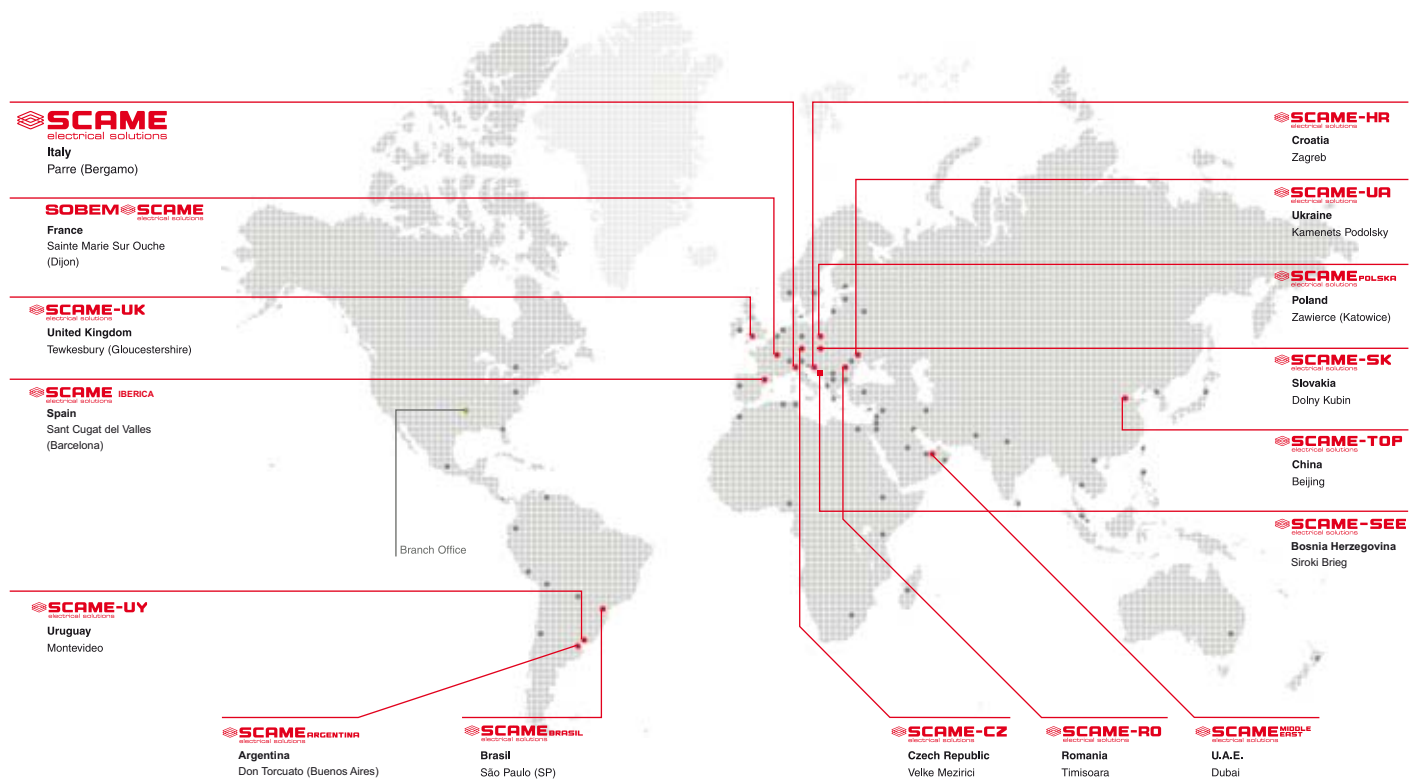 SCAME
electrical solutions
Italy
Parre (Bergamo)
SOBEM SCAME
electrical solutions
France
Sainte Marie Sur Ouche
(Dijon)
SCAME-UK
electrical solutions
United Kingdom
Tewkesbury (Gloucestershire)
SCAME IBERICA
electrical solutions
Spain
Sant Cugat del Valles
(Barcelona)
Branch Office
SCAME-UY
electrical solutions
Uruguay
Montevideo
SCAME ARGENTINA
electrical solutions
Argentina
Don Torcuato (Buenos Aires)
SCAME BRASIL
electrical solutions
Brasil
São Paulo (SP)
SCAME-HR
electrical solutions
Croatia
Zagreb
SCAME-UA
electrical solutions
Ukraine
Kamenets Podolsky
SCAME POLSKA
electrical solutions
Poland
Zawierce (Katowice)
SCAME-SK
electrical solutions
Slovakia
Dolny Kubin
SCAME-TOP
electrical solutions
China
Beijing
SCAME-SEE
electrical solutions
Bosnia Herzegovina
Siroki Brieg
SCAME-CZ
electrical solutions
Czech Republic
Velke Mezirici
SCAME-RO
electrical solutions
Romania
Timisoara
SCAME MIDDLE EAST
electrical solutions
U.A.E.
Dubai